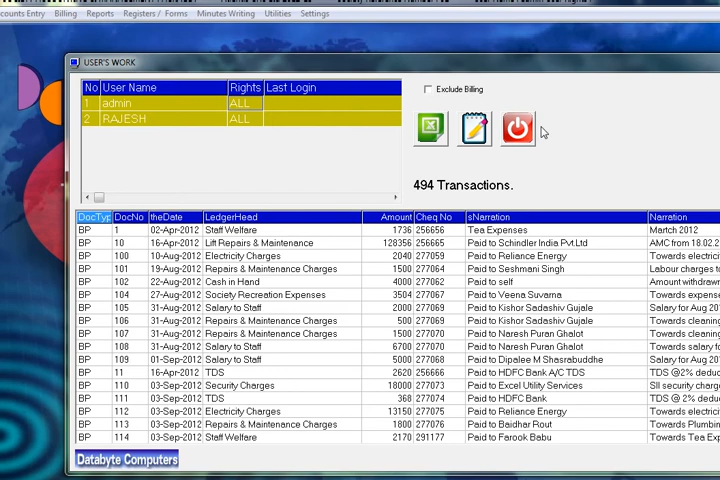 counts Entry Billing Reports Registers / Forms Minutes Writing Utilities Settings
USER'S WORK
No User Name Rights Last Login
1 admin ALL
2 RAJESH ALL
Exclude Billing
494 Transactions.
DocTyp DocNo theDate LedgerHead Amount Cheq No sNarration Narration
BP 1 02-Apr-2012 Staff Welfare 1736 256656 Tea Expenses Martch 2012
BP 10 16-Apr-2012 Lift Repairs & Maintenance 128356 256665 Paid to Schindler India Pvt.Ltd AMC from 18.02.2
BP 100 10-Aug-2012 Electricity Charges 2040 277059 Paid to Reliance Energy Towards electrici
BP 101 19-Aug-2012 Repairs & Maintenance Charges 1500 277064 Paid to Seshmani Singh Labour charges to
BP 102 22-Aug-2012 Cash in Hand 4000 277062 Paid to self Amount withdrawn
BP 104 27-Aug-2012 Society Recreation Expenses 3504 277067 Paid to Veena Suvarna Towards expense
BP 105 31-Aug-2012 Salary to Staff 2000 277069 Paid to Kishor Sadashiv Gujale Salary for Aug 20
BP 106 31-Aug-2012 Repairs & Maintenance Charges 500 277069 Paid to Kishor Sadashiv Gujale Towards cleaning
BP 107 31-Aug-2012 Repairs & Maintenance Charges 1500 277070 Paid to Naresh Puran Ghalot Towards cleaning
BP 108 31-Aug-2012 Salary to Staff 6700 277070 Paid to Naresh Puran Ghalot Towards salary fo
BP 109 01-Sep-2012 Salary to Staff 5000 277068 Paid to Dipalee M Shasrabuddhe Salary for Aug 20
BP 11 16-Apr-2012 TDS 2620 256666 Paid to HDFC Bank A/C TDS TDS @2% deduc
BP 110 03-Sep-2012 Security Charges 18000 277073 Paid to Excel Utility Services SII security charg
BP 111 03-Sep-2012 TDS 368 277074 Paid to HDFC Bank TDS @ 2% deduc
BP 112 03-Sep-2012 Electricity Charges 13150 277075 Paid to Reliance Energy Towards electrici
BP 113 03-Sep-2012 Repairs & Maintenance Charges 1800 277076 Paid to Baidhar Rout Towards Plumbin
BP 114 03-Sep-2012 Staff Welfare 2170 291177 Paid to Farook Babu Towards Tea Exp
Databyte Computers